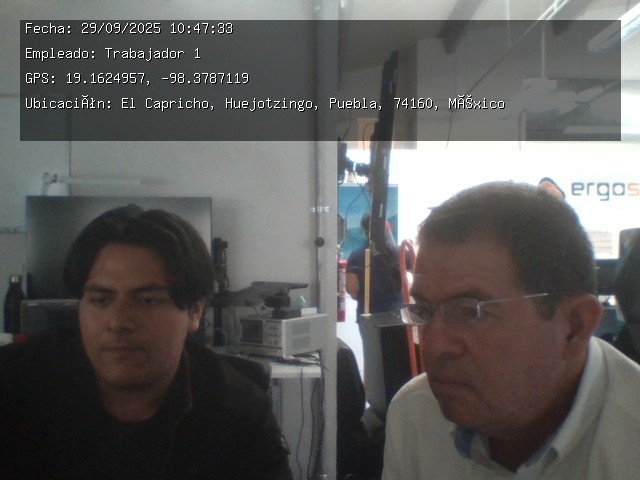 Fecha: 29/09/2025 10:47:33
Empleado: Trabajador 1
GPS: 19.1624957, -98.3787119
UbicaciÃłn: El Capricho, Huejotzingo, Puebla, 74160, MÃ©xico
ergos